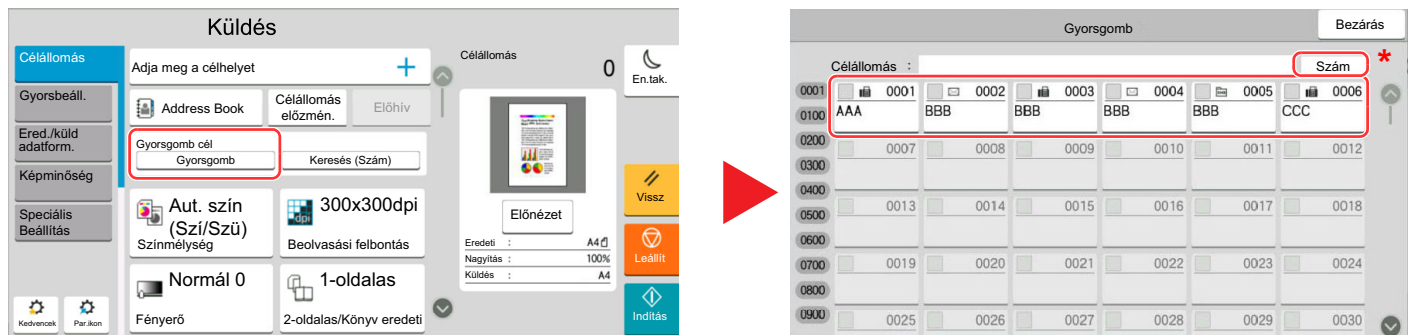 Küldés
Célállomás
Gyorsbeáll.
Ered./küld
adatform.
Képminőség
Speciális
Beállítás
Kedvencek
Par.ikon
Adja meg a célhelyet
Address Book
Célállomás
előzmén.
Előhív
Gyorsgomb cél
Gyorsgomb
Keresés (Szám)
Aut. szín
(Szí/Szü)
Színmélység
300x300dpi
dpi
Beolvasási felbontás
Normál 0
Fényerő
1-oldalas
2-oldalas/Könyv eredeti
Célállomás 0
Előnézet
Eredeti : A4
Nagyítás : 100%
Küldés : A4
En.tak.
Vissz
Leállít
Indítás
Gyorsgomb
Bezárás
Célállomás :
Szám
*
0001
0100
0200
0300
0400
0500
0600
0700
0800
0900
0001 0002 0003 0004 0005 0006
AAA BBB BBB BBB BBB CCC
0007 0008 0009 0010 0011 0012
0013 0014 0015 0016 0017 0018
0019 0020 0021 0022 0023 0024
0025 0026 0027 0028 0029 0030